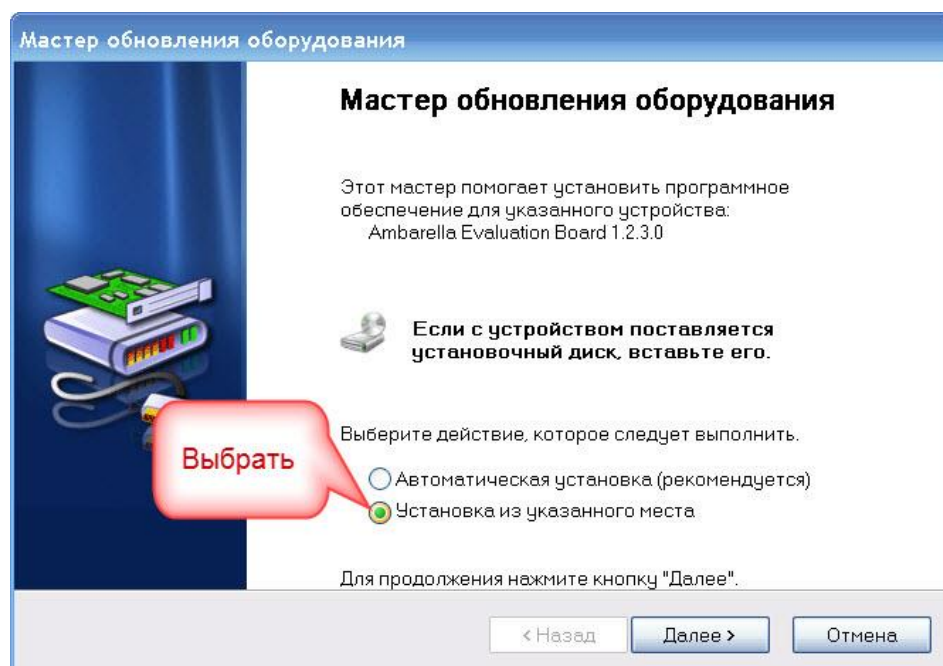 Мастер обновления оборудования
Мастер обновления оборудования
Этот мастер помогает установить программное
обеспечение для указанного устройства:
Ambarella Evaluation Board 1.2.3.0
Если с устройством поставляется
установочный диск, вставьте его.
Выберите действие, которое следует выполнить.
Выбрать
Автоматическая установка (рекомендуется)
Установка из указанного места
Для продолжения нажмите кнопку "Далее".
< Назад Далее > Отмена